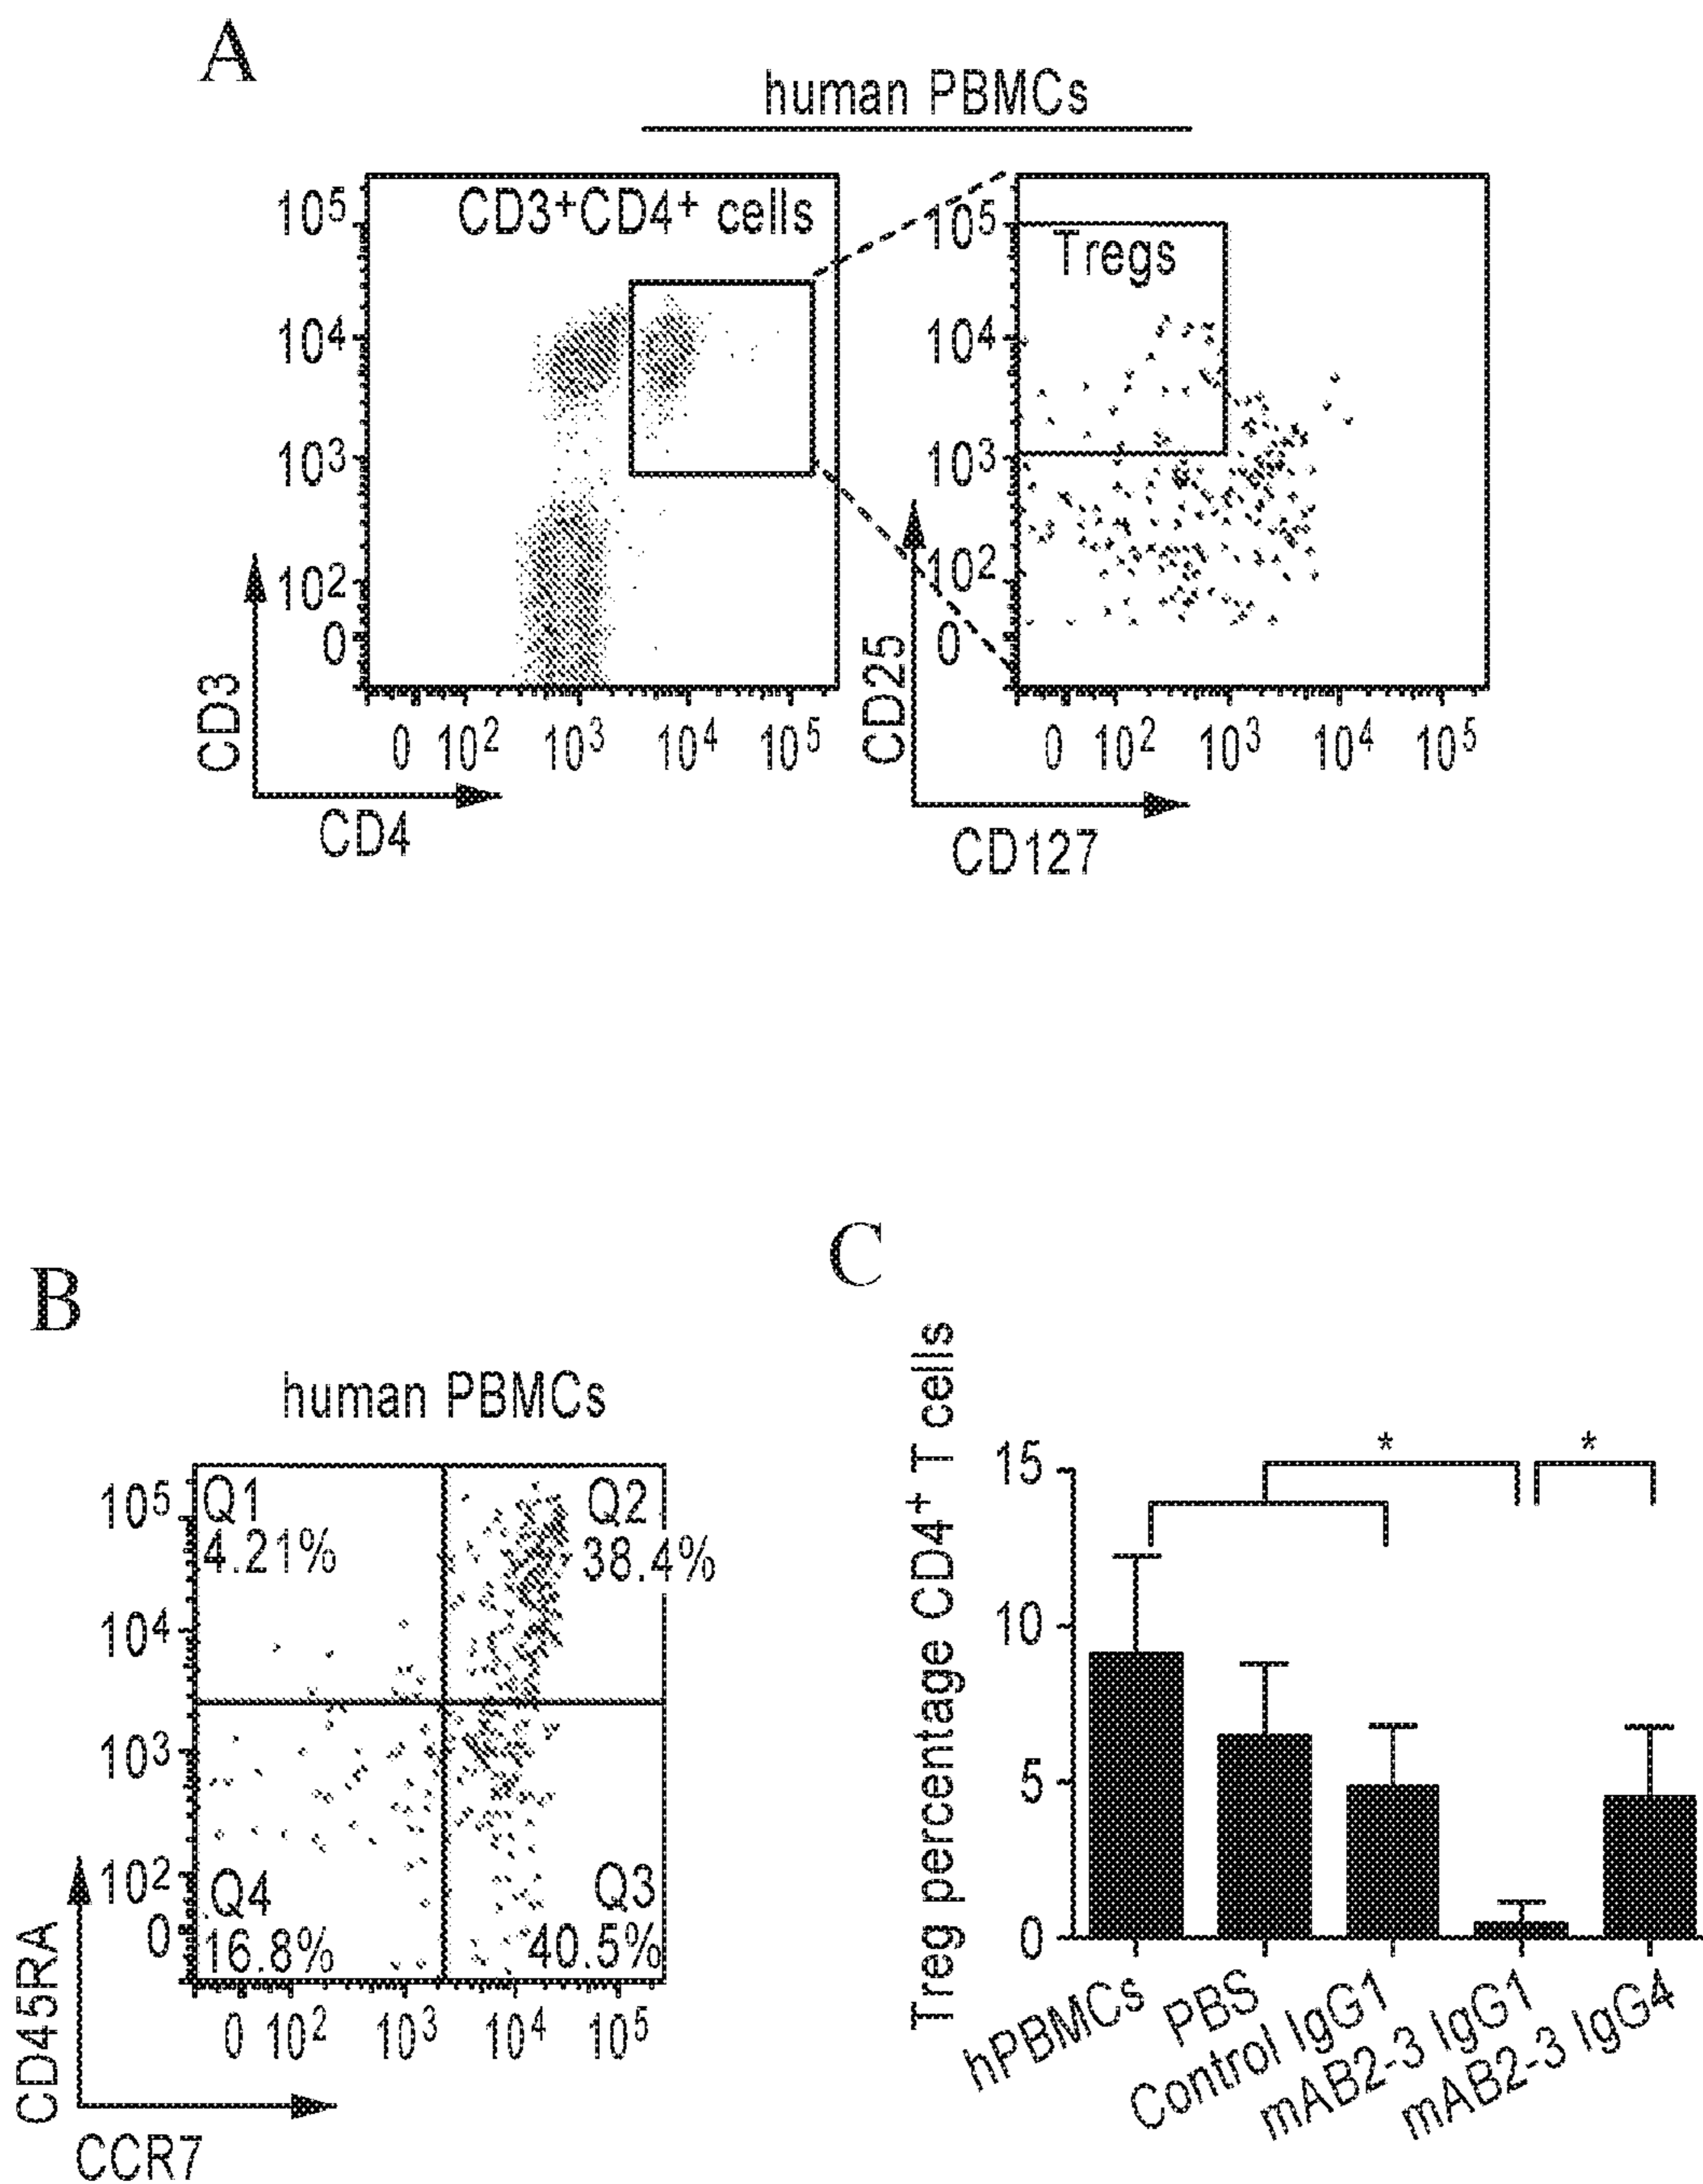 A
human PBMCs
CD3+CD4+ cells
Tregs
10⁵
10⁴
10³
10²
0
10⁵
10⁴
10³
10²
0
CD3
CD25
0 10² 10³ 10⁴ 10⁵
0 10² 10³ 10⁴ 10⁵
CD4
CD127
B
human PBMCs
Q1
4.21%
Q2
38.4%
Q4
16.8%
Q3
40.5%
10⁵
10⁴
10³
10²
0
CD45RA
0 10² 10³ 10⁴ 10⁵
CCR7
C
Treg percentage CD4⁺ T cells
* *
15
10
5
0
hPBMCs
PBS
Control IgG1
mAB2-3 IgG1
mAB2-3 IgG4